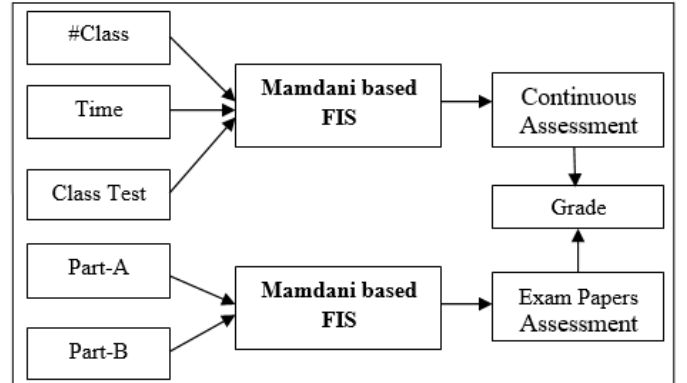 #Class
Time
Class Test
Mamdani based
FIS
Continuous
Assessment
Grade
Part-A
Part-B
Mamdani based
FIS
Exam Papers
Assessment